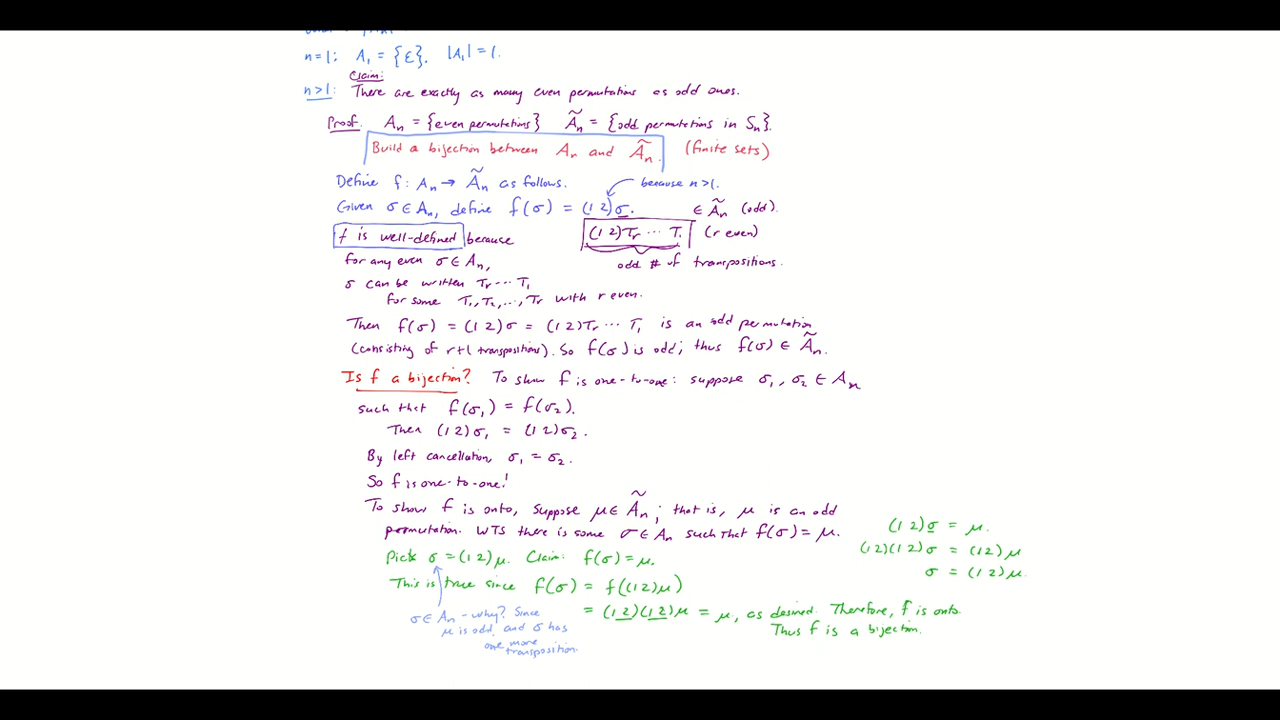 n=1: A₁ = {ε}. |A₁| = 1.
Claim:
n>1: There are exactly as many even permutations as odd ones.
Proof. Aₙ = {even permutations} Ãₙ = {odd permutations in Sₙ}.
Build a bijection between Aₙ and Ãₙ. (finite sets)
Define f: Aₙ → Ãₙ as follows. because n>1.
Given σ ∈ Aₙ, define f(σ) = (1 2)σ. ∈ Ãₙ (odd).
f is well-defined because (1 2)τᵣ ⋯ τ₁ (r even)
for any even σ ∈ Aₙ, odd # of transpositions.
σ can be written τᵣ ⋯ τ₁
for some τ₁, τ₂, ..., τᵣ with r even.
Then f(σ) = (1 2)σ = (1 2)τᵣ ⋯ τ₁ is an odd permutation
(consisting of r+1 transpositions). So f(σ) is odd; thus f(σ) ∈ Ãₙ.
Is f a bijection? To show f is one-to-one: suppose σ₁, σ₂ ∈ Aₙ
such that f(σ₁) = f(σ₂).
Then (1 2)σ₁ = (1 2)σ₂.
By left cancellation, σ₁ = σ₂.
So f is one-to-one!
To show f is onto, suppose μ ∈ Ãₙ; that is, μ is an odd
permutation. WTS there is some σ ∈ Aₙ such that f(σ) = μ.
Pick σ = (1 2)μ. Claim: f(σ) = μ.
This is true since f(σ) = f((1 2)μ)
= (1 2)(1 2)μ = μ, as desired. Therefore, f is onto.
Thus f is a bijection.
σ ∈ Aₙ - why? Since
μ is odd, and σ has
one more
transposition.
(1 2)σ = μ.
(1 2)(1 2)σ = (1 2)μ
σ = (1 2)μ.